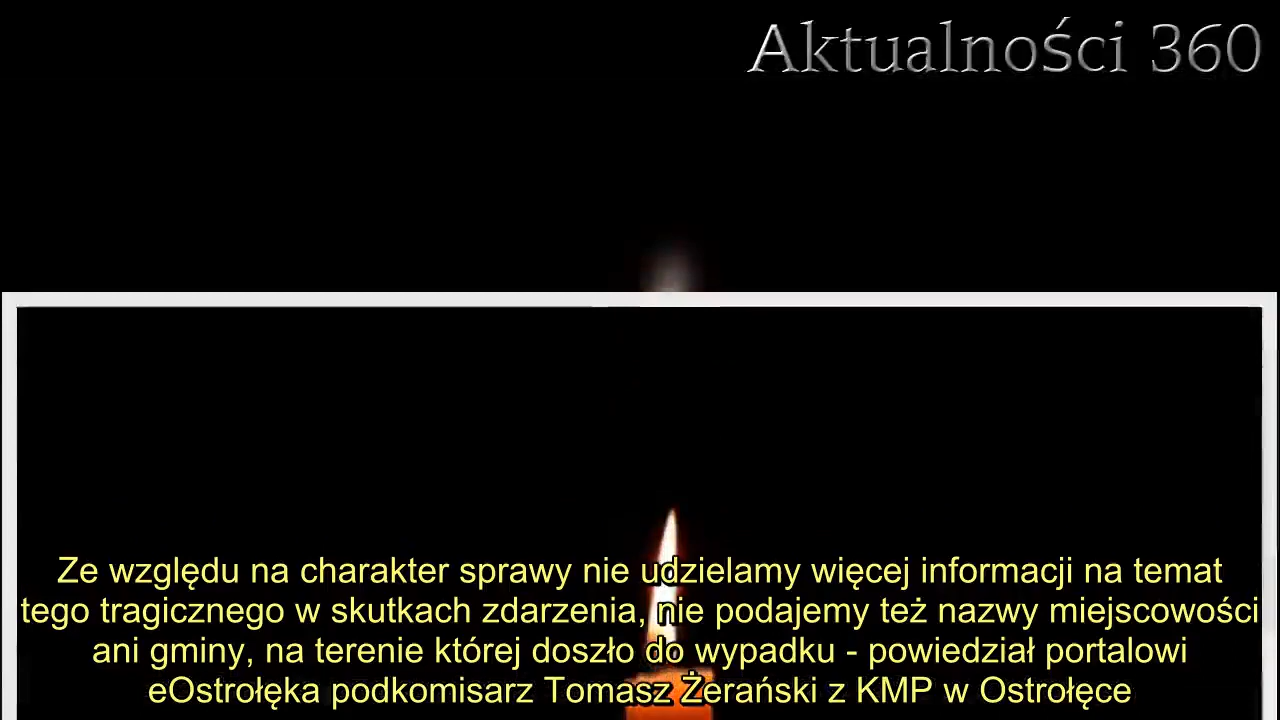 Aktualności 360
Ze względu na charakter sprawy nie udzielamy więcej informacji na temat
tego tragicznego w skutkach zdarzenia, nie podajemy też nazwy miejscowości
ani gminy, na terenie której doszło do wypadku - powiedział portalowi
eOstrołęka podkomisarz Tomasz Żerański z KMP w Ostrołęce